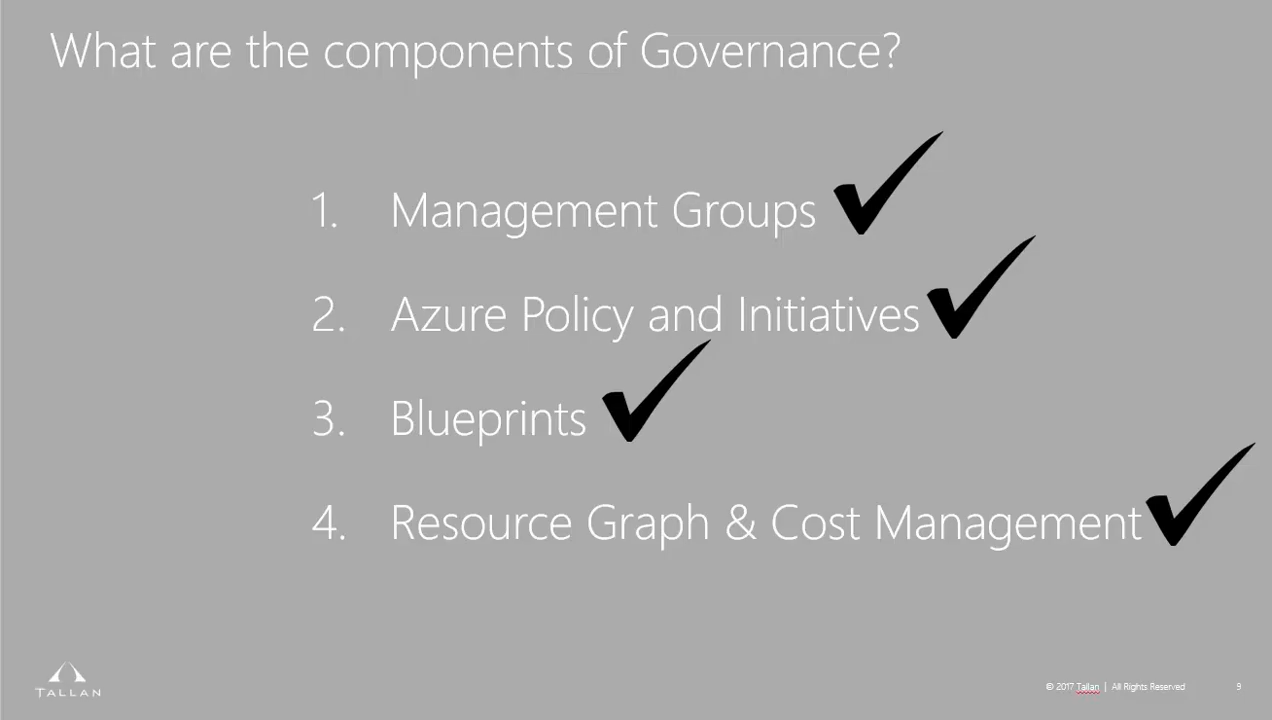 What are the components of Governance?
1. Management Groups
2. Azure Policy and Initiatives
3. Blueprints
4. Resource Graph & Cost Management
TALLAN
© 2017 Tallan | All Rights Reserved
9